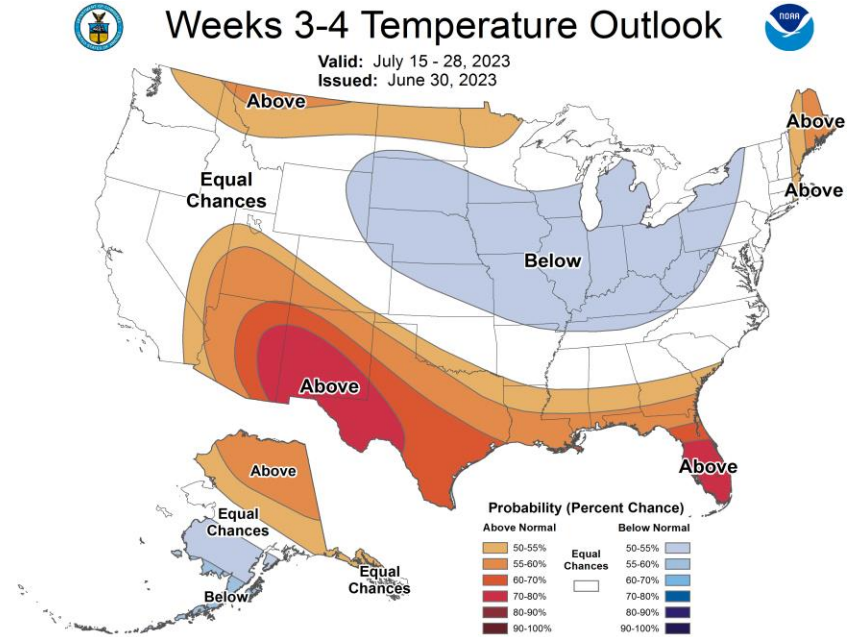 Weeks 3-4 Temperature Outlook
NOAA
Valid: July 15 - 28, 2023
Issued: June 30, 2023
Above
Above
Equal
Chances
Above
Below
Above
Above
Above
Equal
Chances
Below
Equal
Chances
Above
Probability (Percent Chance)
Above Normal
Below Normal
Equal
Chances
50-55%
55-60%
60-70%
70-80%
80-90%
90-100%
50-55%
55-60%
60-70%
70-80%
80-90%
90-100%